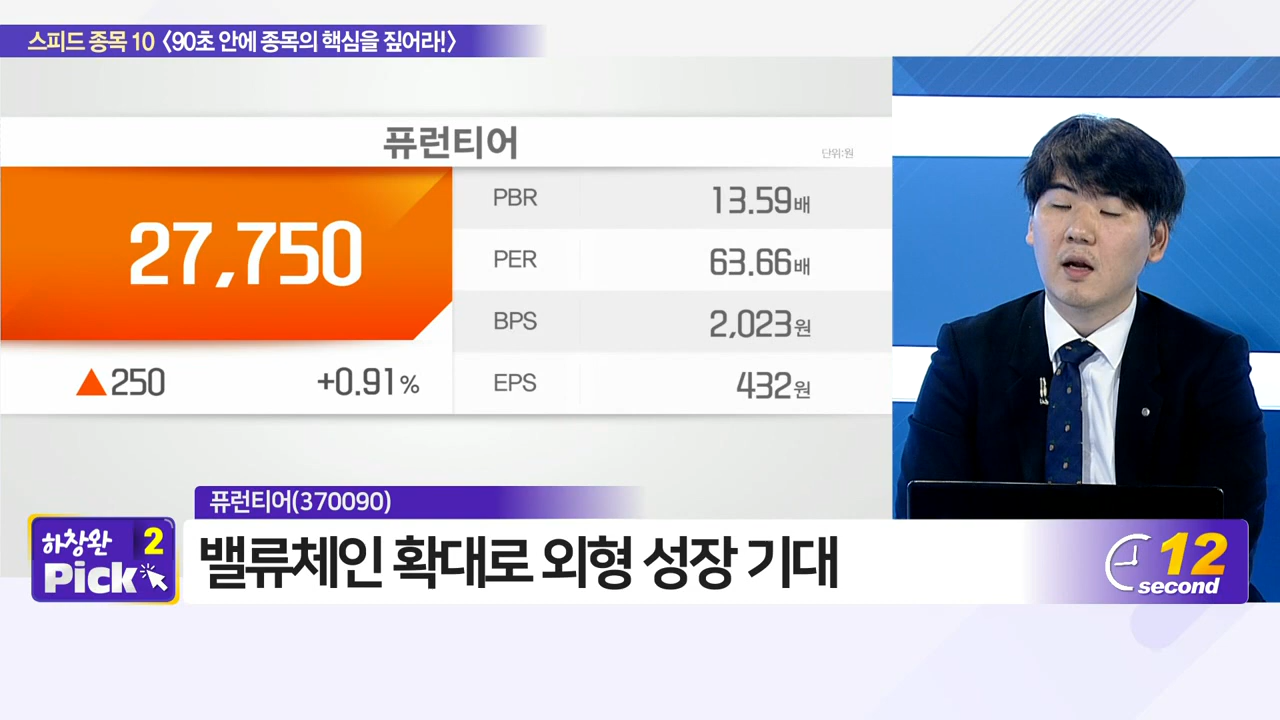 스피드 종목 10 <90초 안에 종목의 핵심을 짚어라!>
퓨런티어
단위:원
27,750
▲250 +0.91%
PBR 13.59배
PER 63.66배
BPS 2,023원
EPS 432원
퓨런티어(370090)
하창완 2
Pick
밸류체인 확대로 외형 성장 기대
12
second